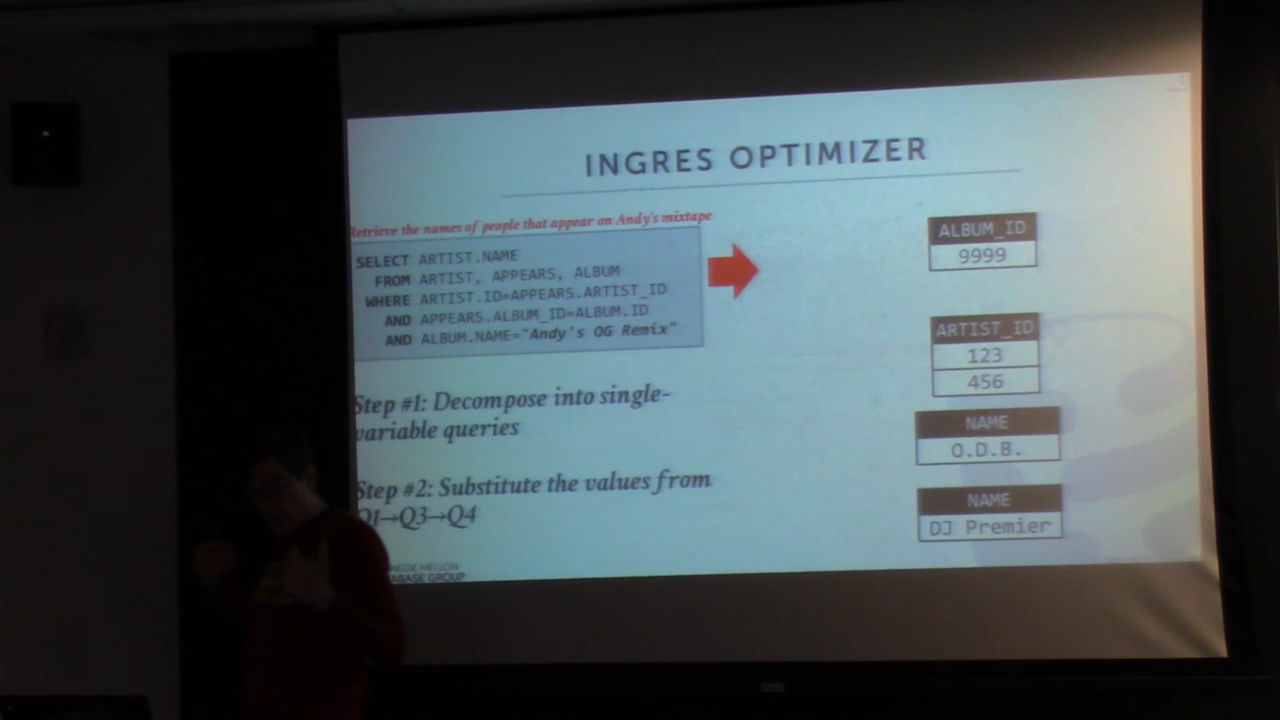 INGRES OPTIMIZER
Retrieve the names of people that appear on Andy's mixtape
SELECT ARTIST.NAME
FROM ARTIST, APPEARS, ALBUM
WHERE ARTIST.ID=APPEARS.ARTIST_ID
AND APPEARS.ALBUM_ID=ALBUM.ID
AND ALBUM.NAME="Andy's OG Remix"
Step #1: Decompose into single-
variable queries
Step #2: Substitute the values from
Q1→Q3→Q4
ALBUM_ID
9999
ARTIST_ID
123
456
NAME
O.D.B.
NAME
DJ Premier
MELLON
GROUP